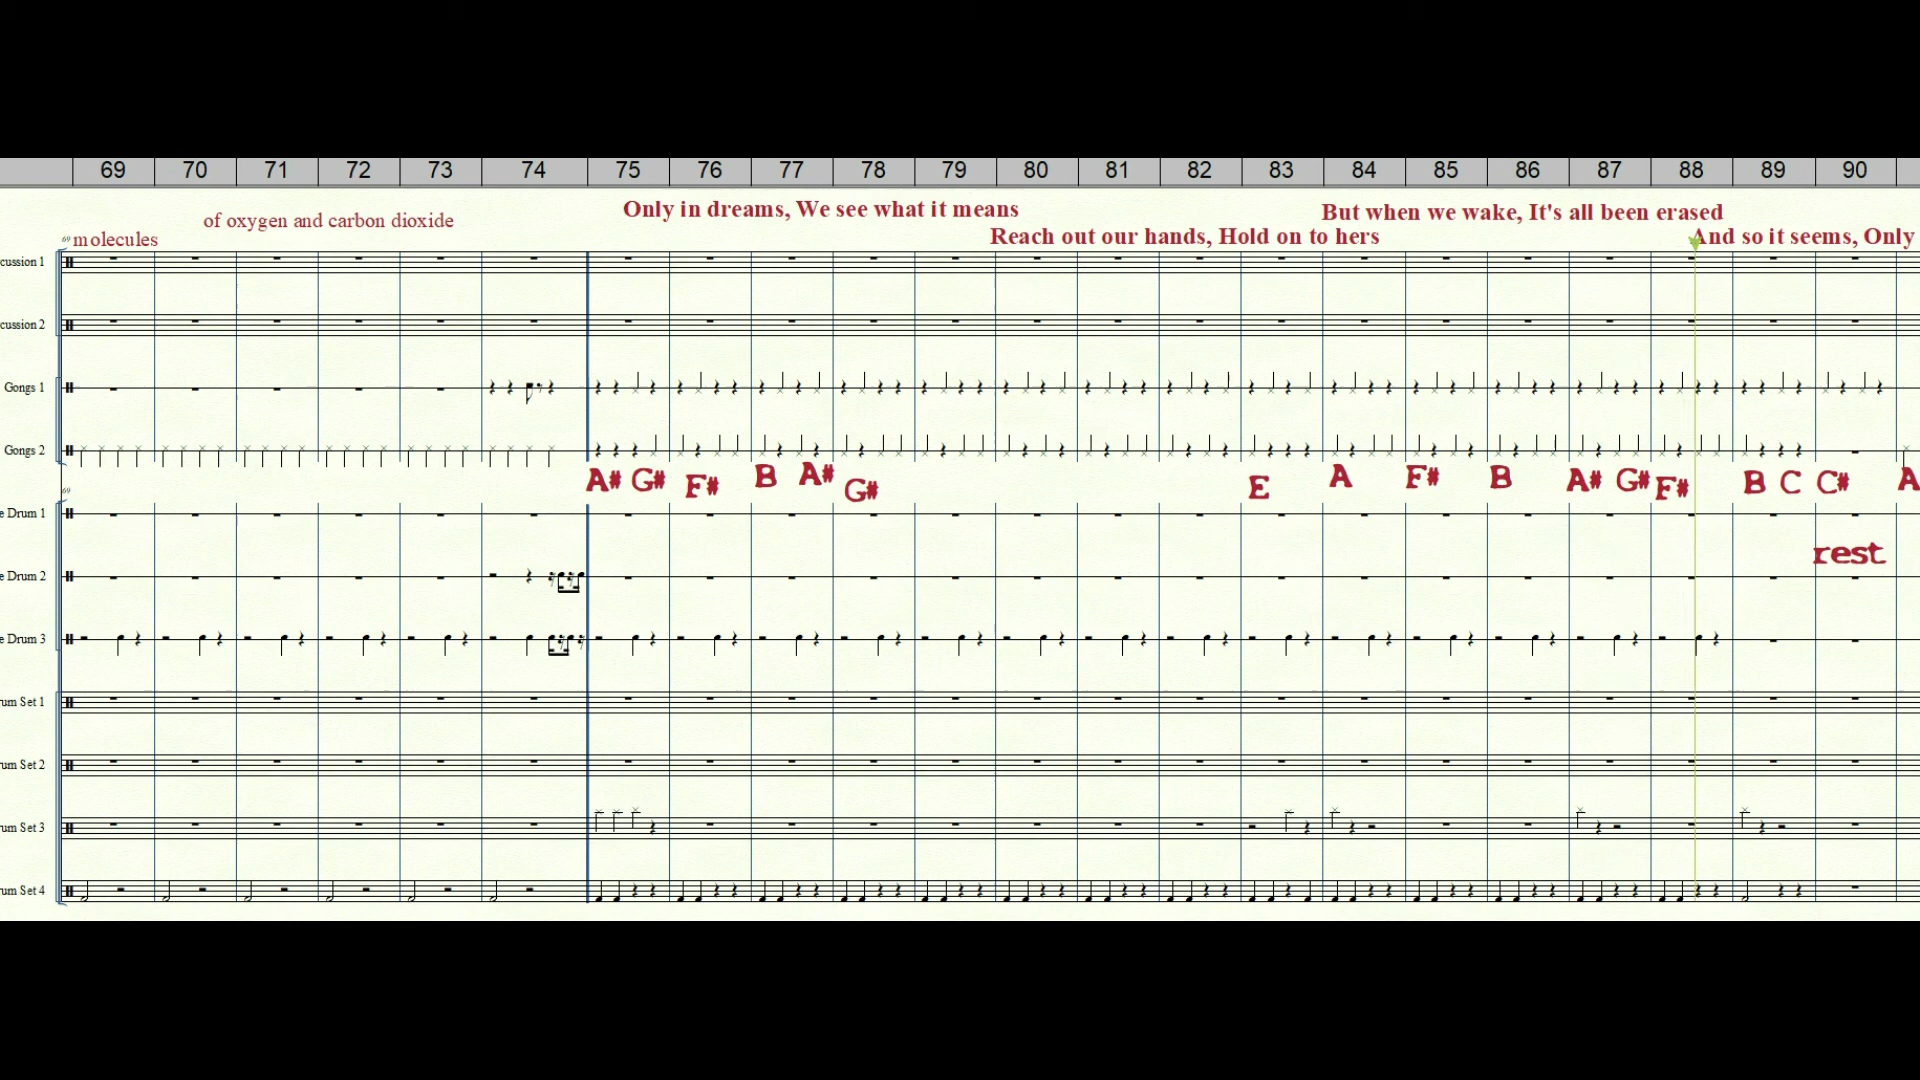 69 70 71 72 73 74 75 76 77 78 79 80 81 82 83 84 85 86 87 88 89 90
Only in dreams, We see what it means
But when we wake, It's all been erased
of oxygen and carbon dioxide
69 molecules
Reach out our hands, Hold on to hers
And so it seems, Only
cussion 1
cussion 2
Gongs 1
Gongs 2
A# G# F# B A# G# E A F# B A# G# F# B C C# A
69
e Drum 1
rest
e Drum 2
e Drum 3
um Set 1
um Set 2
um Set 3
um Set 4